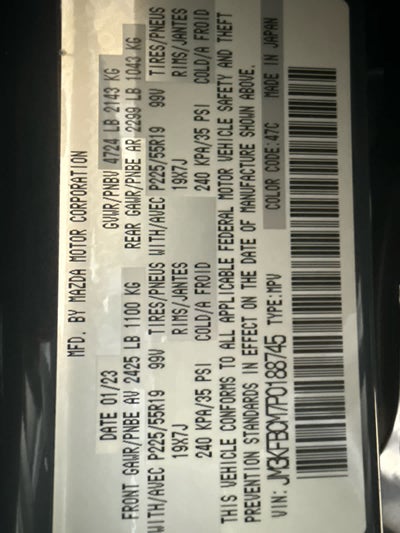 MFD. BY MAZDA MOTOR CORPORATION
DATE 01/23 GVWR/PNBV 4724 LB 2143 KG
FRONT GAWR/PNBE AV 2425 LB 1100 KG REAR GAWR/PNBE AR 2299 LB 1043 KG
WITH/AVEC P225/55R19 99V TIRES/PNEUS WITH/AVEC P225/55R19 99V TIRES/PNEUS
19X7J RIMS/JANTES 19X7J RIMS/JANTES
240 KPA/35 PSI COLD/A FROID 240 KPA/35 PSI COLD/A FROID
THIS VEHICLE CONFORMS TO ALL APPLICABLE FEDERAL MOTOR VEHICLE SAFETY AND THEFT
PREVENTION STANDARDS IN EFFECT ON THE DATE OF MANUFACTURE SHOWN ABOVE.
VIN: JM3KFBCM7P0188745 TYPE:MPV COLOR CODE:47C MADE IN JAPAN